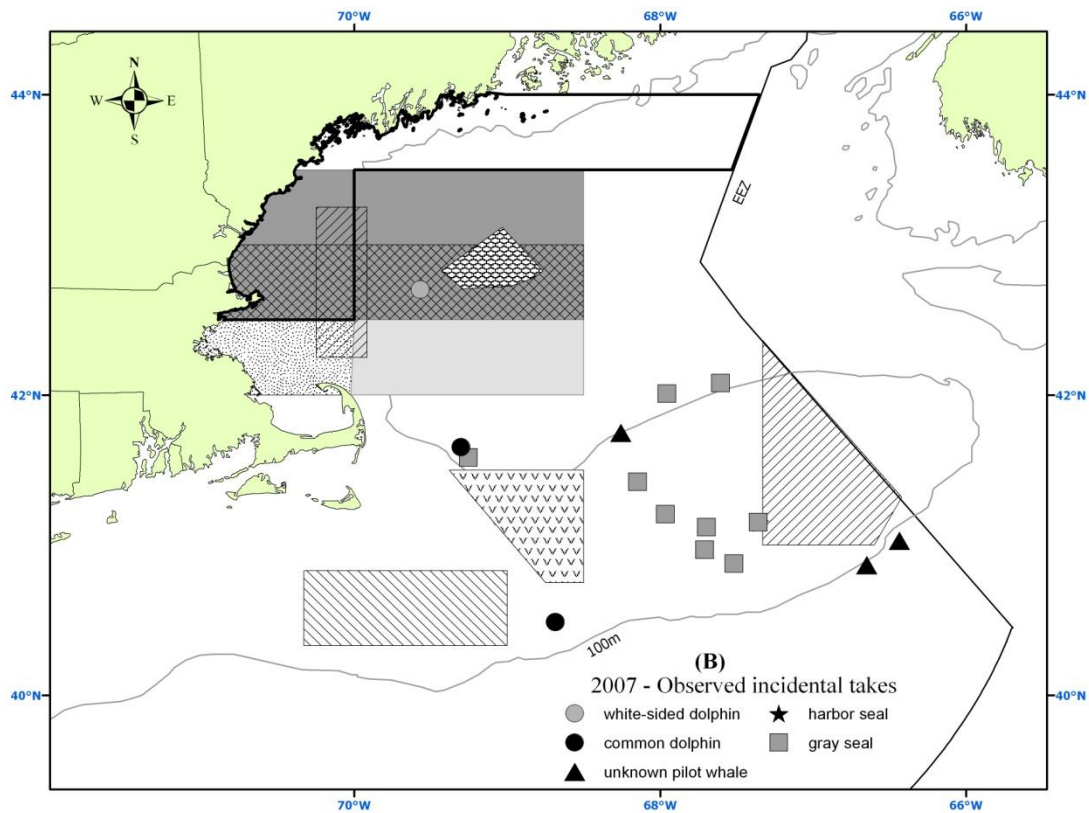 70°W 68°W 66°W
N
W E
S
44°N 44°N
EEZ
42°N 42°N
100m
(B)
2007 - Observed incidental takes
40°N 40°N
white-sided dolphin harbor seal
common dolphin gray seal
unknown pilot whale
70°W 68°W 66°W